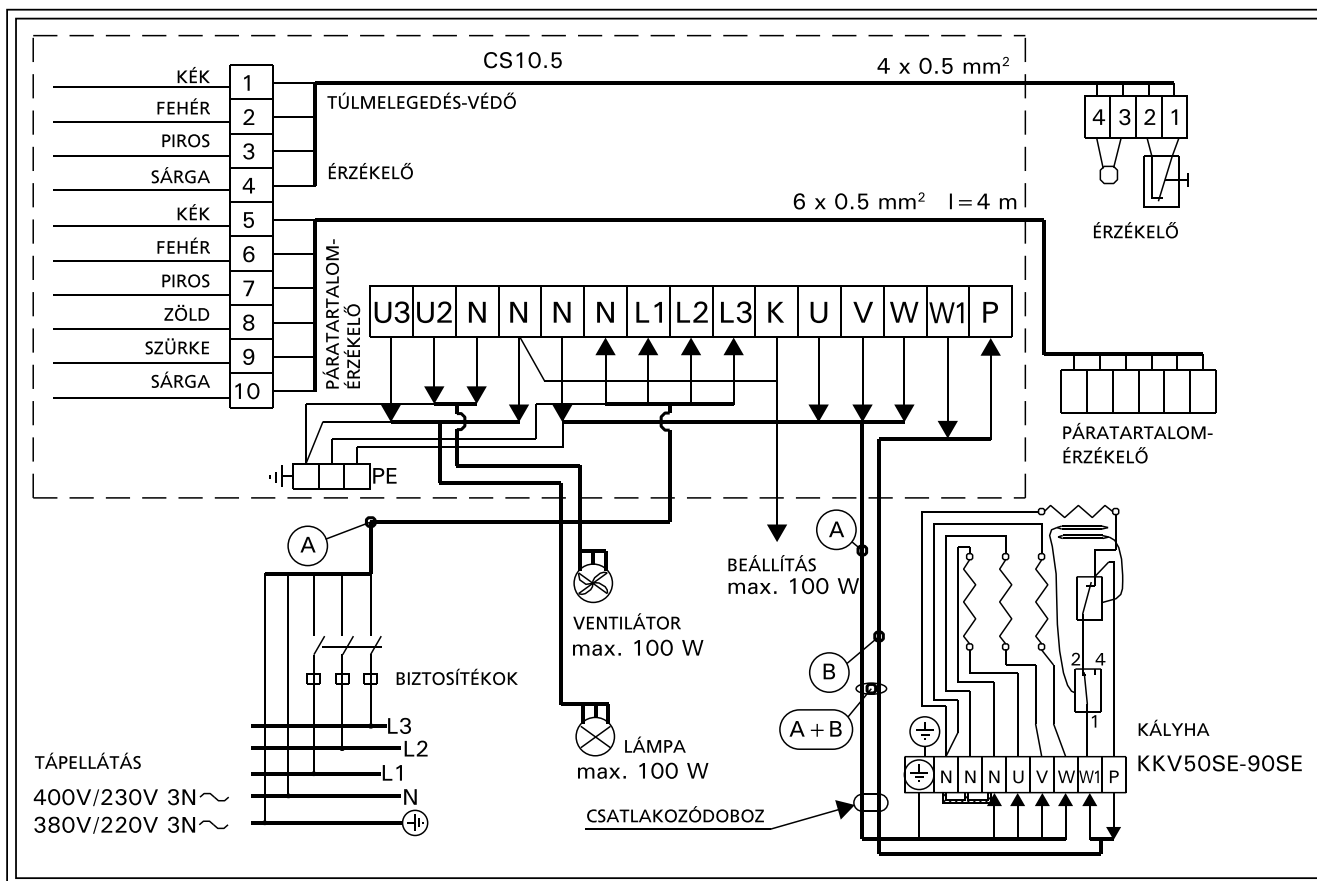 CS10.5
4 x 0.5 mm²
KÉK 1
FEHÉR 2
PIROS 3
SÁRGA 4
KÉK 5
FEHÉR 6
PIROS 7
ZÖLD 8
SZÜRKE 9
SÁRGA 10
TÚLMELEGEDÉS-VÉDŐ
ÉRZÉKELŐ
PÁRATARTALOM-
ÉRZÉKELŐ
4 3 2 1
ÉRZÉKELŐ
6 x 0.5 mm² l=4 m
U3 U2 N N N N L1 L2 L3 K U V W W1 P
PÁRATARTALOM-
ÉRZÉKELŐ
PE
A
BEÁLLÍTÁS
max. 100 W
A
B
A+B
VENTILÁTOR
max. 100 W
BIZTOSÍTÉKOK
LÁMPA
max. 100 W
L3
L2
L1
N
TÁPELLÁTÁS
400V/230V 3N~
380V/220V 3N~
CSATLAKOZÓDOBOZ
2 4
1
KÁLYHA
KKV50SE-90SE
N N N U V W W1 P